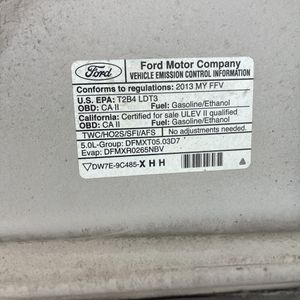 Ford
Ford Motor Company
VEHICLE EMISSION CONTROL INFORMATION
Conforms to regulations: 2013 MY FFV
U.S. EPA: T2B4 LDT3
OBD: CA II Fuel: Gasoline/Ethanol
California: Certified for sale ULEV II qualified
OBD: CA II Fuel: Gasoline/Ethanol
TWC/HO2S/SFI/AFS No adjustments needed.
5.0L-Group: DFMXT05.03D7
Evap: DFMXR0265NBV
DW7E-9C485-X H H